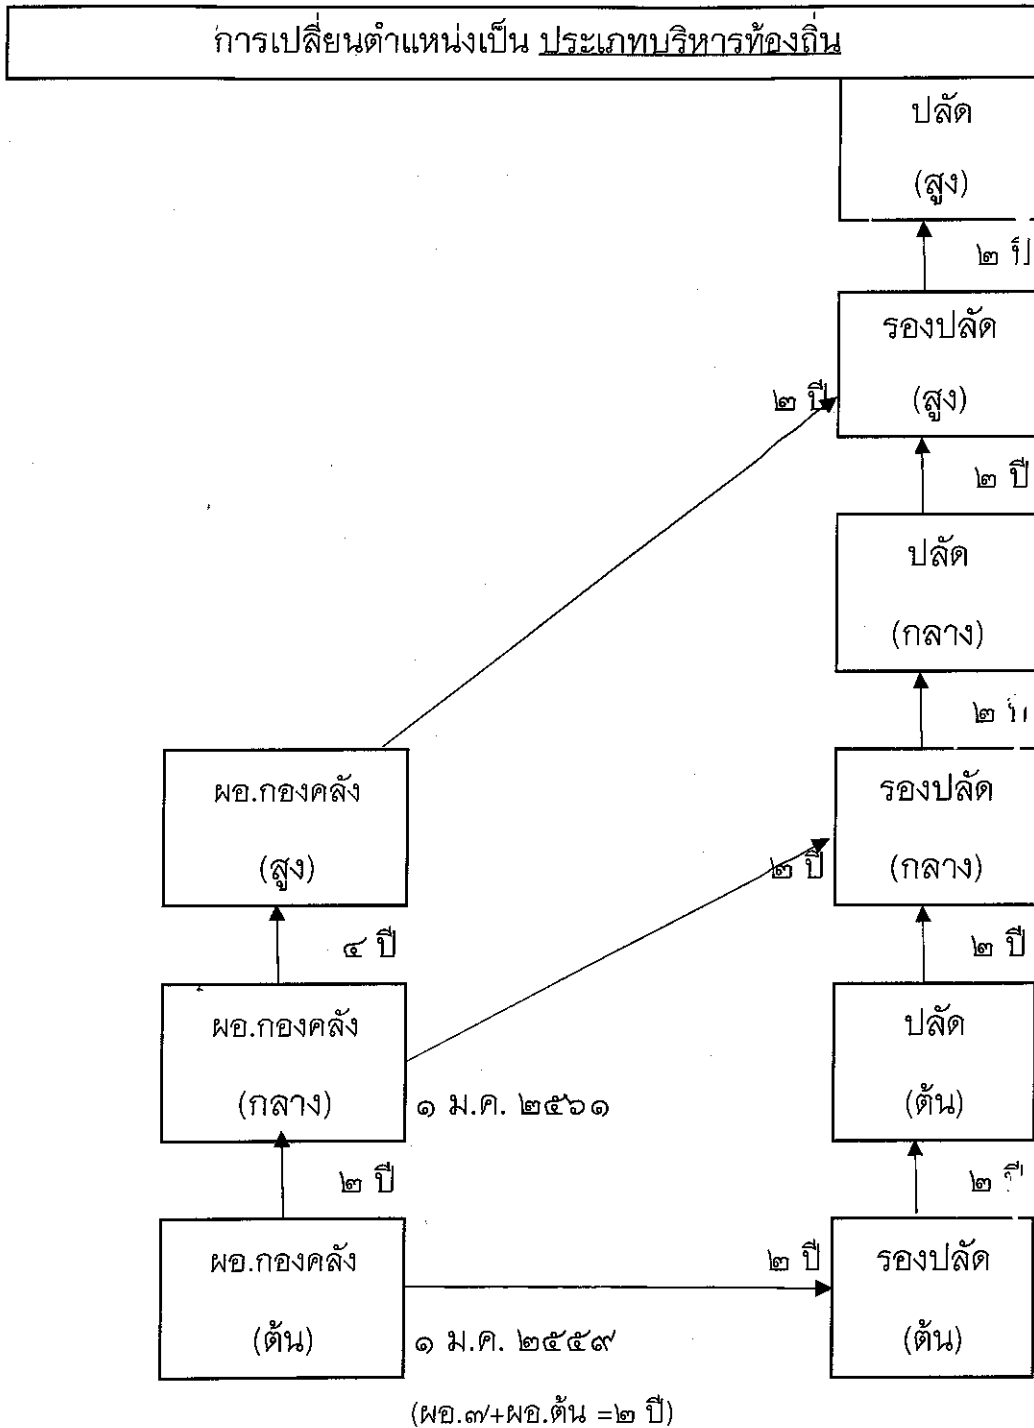 การเปลี่ยนตำแหน่งเป็น ประเภทบริหารท้องถิ่น
ปลัด
(สูง)
๒ ปี
รองปลัด
(สูง)
๒ ปี
๒ ปี
ปลัด
(กลาง)
๒ ปี
ผอ.กองคลัง
(สูง)
รองปลัด
(กลาง)
๒ ปี
๔ ปี
๒ ปี
ผอ.กองคลัง
(กลาง)
๑ ม.ค. ๒๕๖๑
ปลัด
(ต้น)
๒ ปี
๒ ปี
ผอ.กองคลัง
(ต้น)
๑ ม.ค. ๒๕๕๙
๒ ปี
รองปลัด
(ต้น)
(ผอ.๗+ผอ.ต้น =๒ ปี)